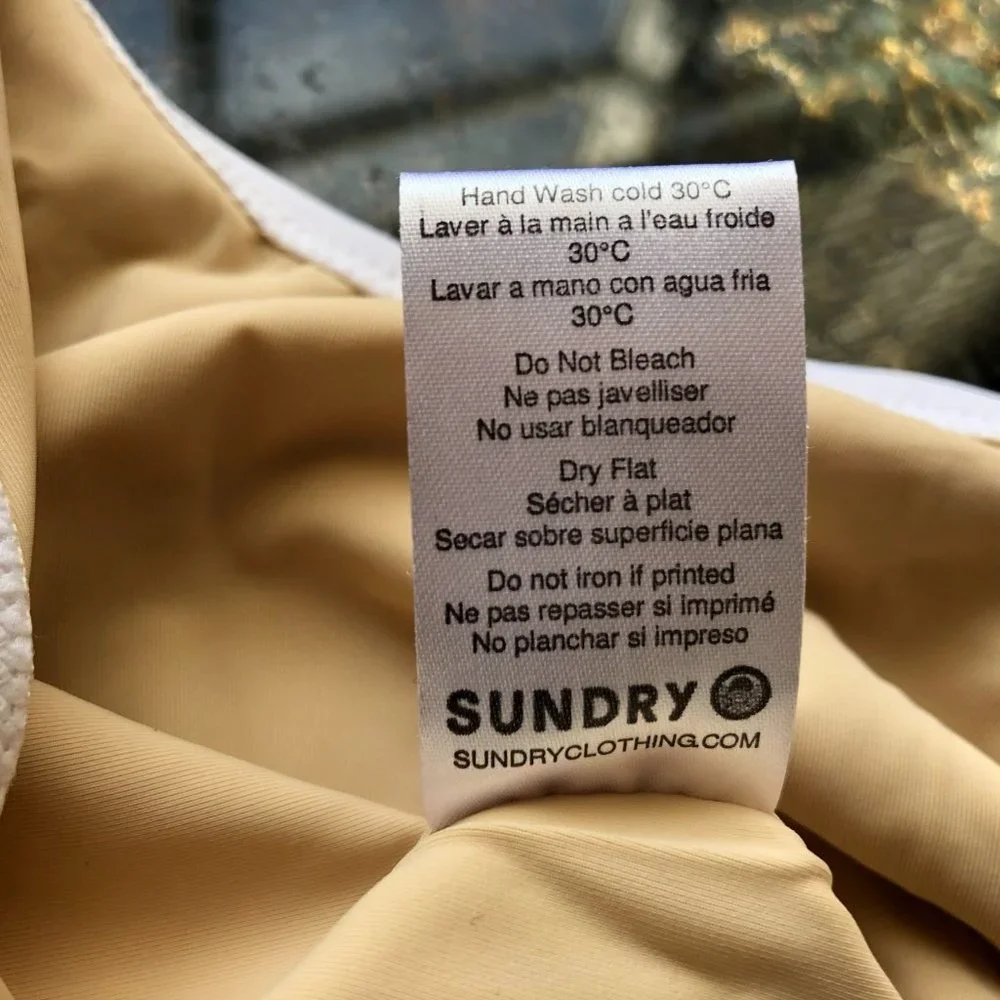 Hand Wash cold 30°C
Laver à la main a l'eau froide
30°C
Lavar a mano con agua fria
30°C
Do Not Bleach
Ne pas javelliser
No usar blanqueador
Dry Flat
Sécher à plat
Secar sobre superficie plana
Do not iron if printed
Ne pas repasser si imprimé
No planchar si impreso
SUNDRY
SUNDRYCLOTHING.COM